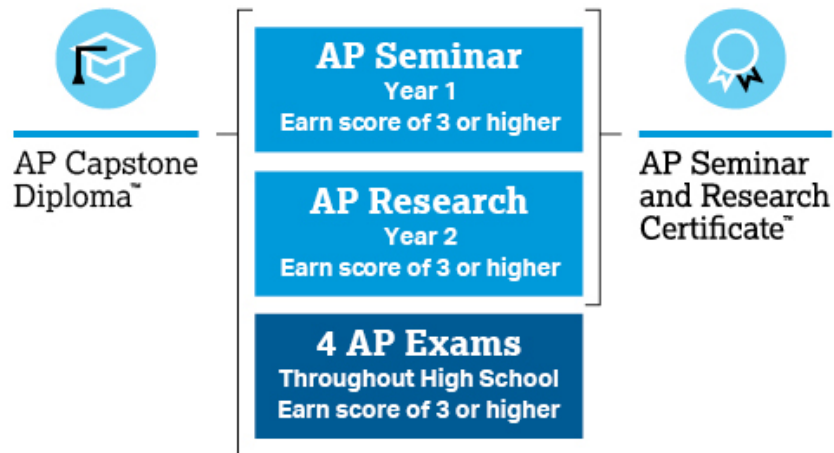 AP Capstone
Diploma™
AP Seminar
Year 1
Earn score of 3 or higher
AP Research
Year 2
Earn score of 3 or higher
4 AP Exams
Throughout High School
Earn score of 3 or higher
AP Seminar
and Research
Certificate™